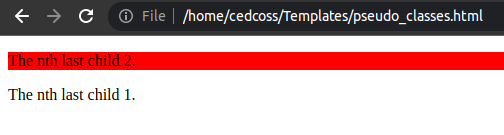 File | /home/cedcoss/Templates/pseudo_classes.html
The nth last child 2.
The nth last child 1.